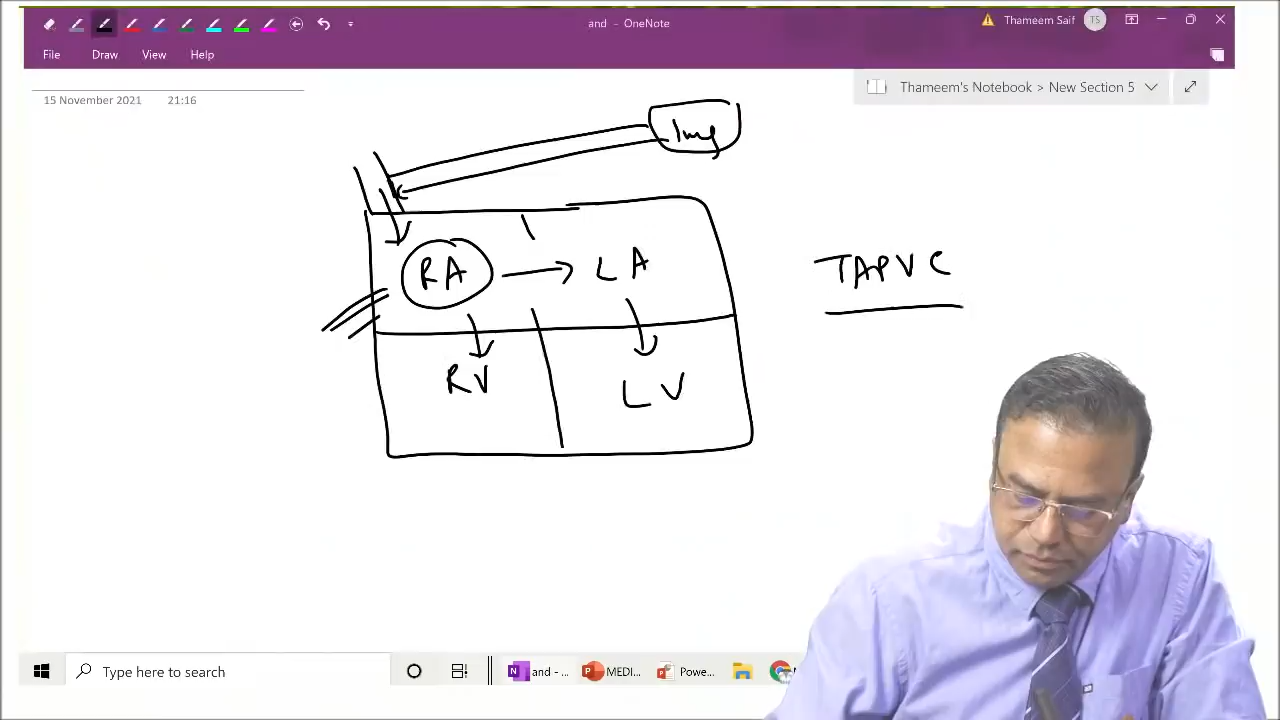 and - OneNote
Thameem Saif
TS
File Draw View Help
15 November 2021 21:16
Thameem's Notebook > New Section 5
RA
LA
TAPVC
RV
LV
Type here to search
and - ...
MEDI...
Powe...